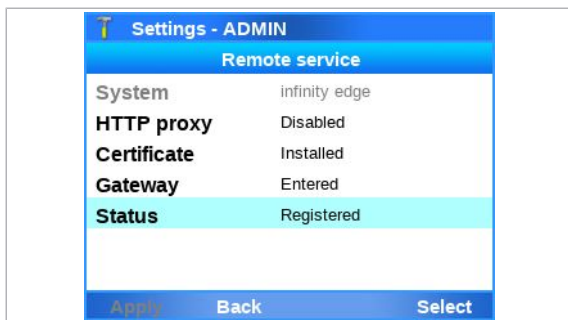 Settings - ADMIN
Remote service
System infinity edge
HTTP proxy Disabled
Certificate Installed
Gateway Entered
Status Registered
Apply Back Select